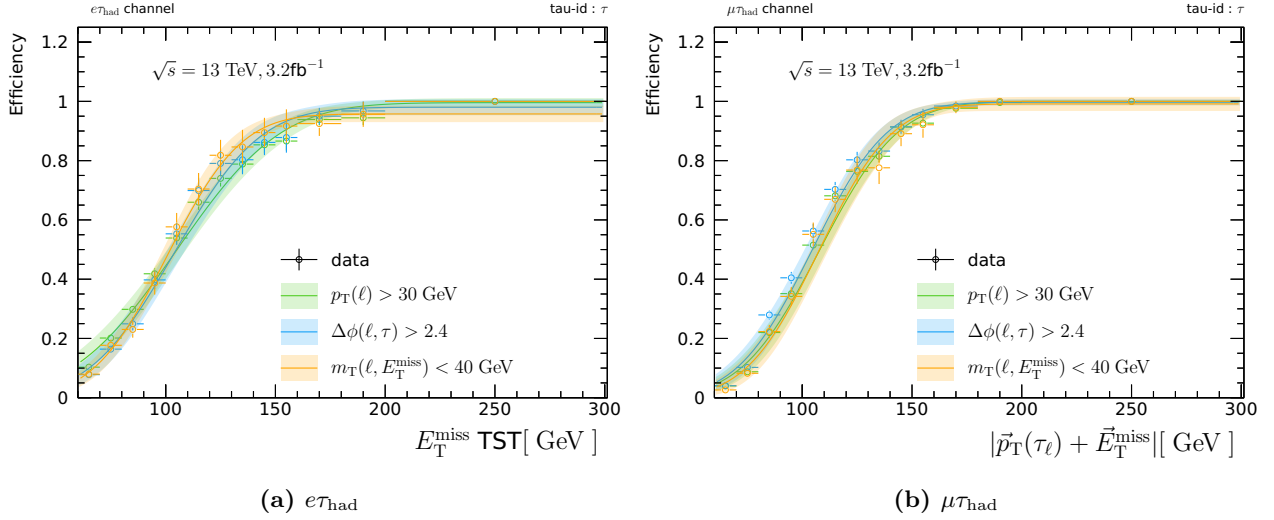 eτhad channel
tau-id : τ
Efficiency
√s = 13 TeV, 3.2fb⁻¹
1.2
1
0.8
0.6
0.4
0.2
0
data
pT(ℓ) > 30 GeV
Δϕ(ℓ, τ) > 2.4
mT(ℓ, ETmiss) < 40 GeV
100 150 200 250 300
ETmiss TST[ GeV ]
(a) eτhad
μτhad channel
tau-id : τ
Efficiency
√s = 13 TeV, 3.2fb⁻¹
1.2
1
0.8
0.6
0.4
0.2
0
data
pT(ℓ) > 30 GeV
Δϕ(ℓ, τ) > 2.4
mT(ℓ, ETmiss) < 40 GeV
100 150 200 250 300
|p⃗T(τℓ) + E⃗Tmiss|[ GeV ]
(b) μτhad